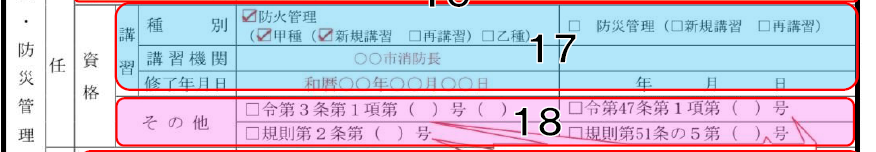 ・防災管理
任
資格
講習
種別
☑防火管理
(☑甲種(☑新規講習 □再講習)□乙種)
□ 防災管理(□新規講習 □再講習)
17
講習機関
○○市消防長
修了年月日
和暦○○年○○月○○日
年 月 日
その他
□令第3条第1項第( )号( )
□令第47条第1項第( )号
18
□規則第2条第( )号
□規則第51条の5第( )号